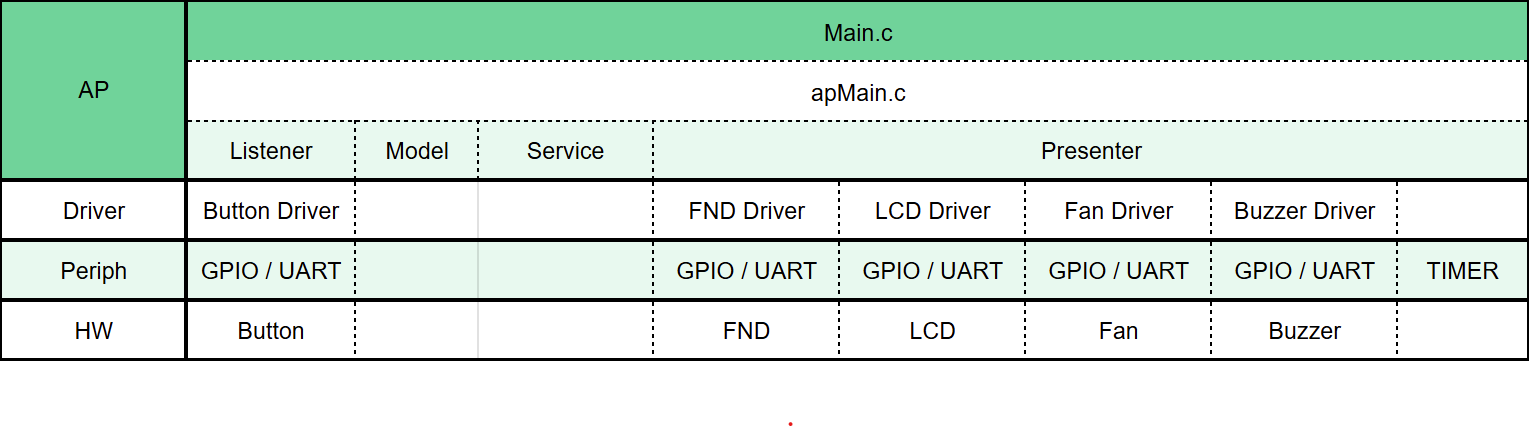 Main.c
AP
apMain.c
Listener Model Service Presenter
Driver Button Driver FND Driver LCD Driver Fan Driver Buzzer Driver
Periph GPIO / UART GPIO / UART GPIO / UART GPIO / UART GPIO / UART TIMER
HW Button FND LCD Fan Buzzer